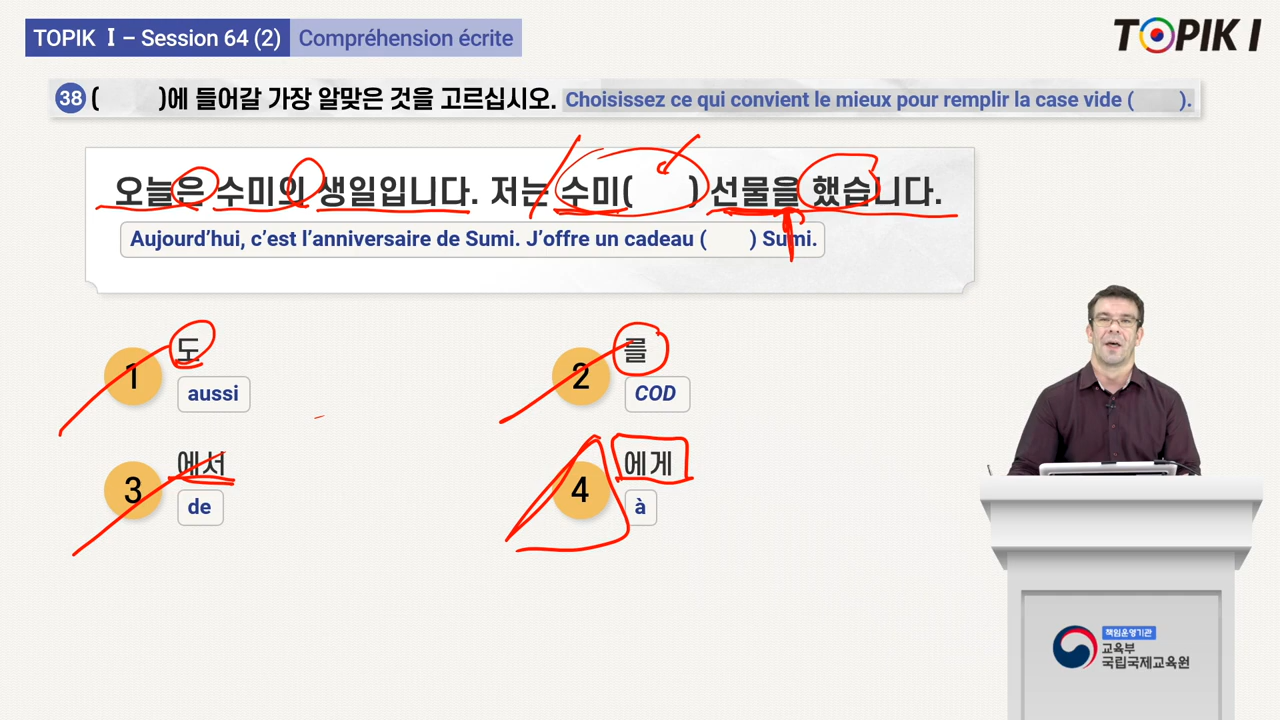 TOPIK Ⅰ – Session 64 (2) Compréhension écrite
TOPIK I
38 ( )에 들어갈 가장 알맞은 것을 고르십시오. Choisissez ce qui convient le mieux pour remplir la case vide ( ).
오늘은 수미의 생일입니다. 저는 수미( ) 선물을 했습니다.
Aujourd’hui, c’est l’anniversaire de Sumi. J’offre un cadeau ( ) Sumi.
1 도
aussi
2 를
COD
3 에서
de
4 에게
à
책임운영기관
교육부
국립국제교육원